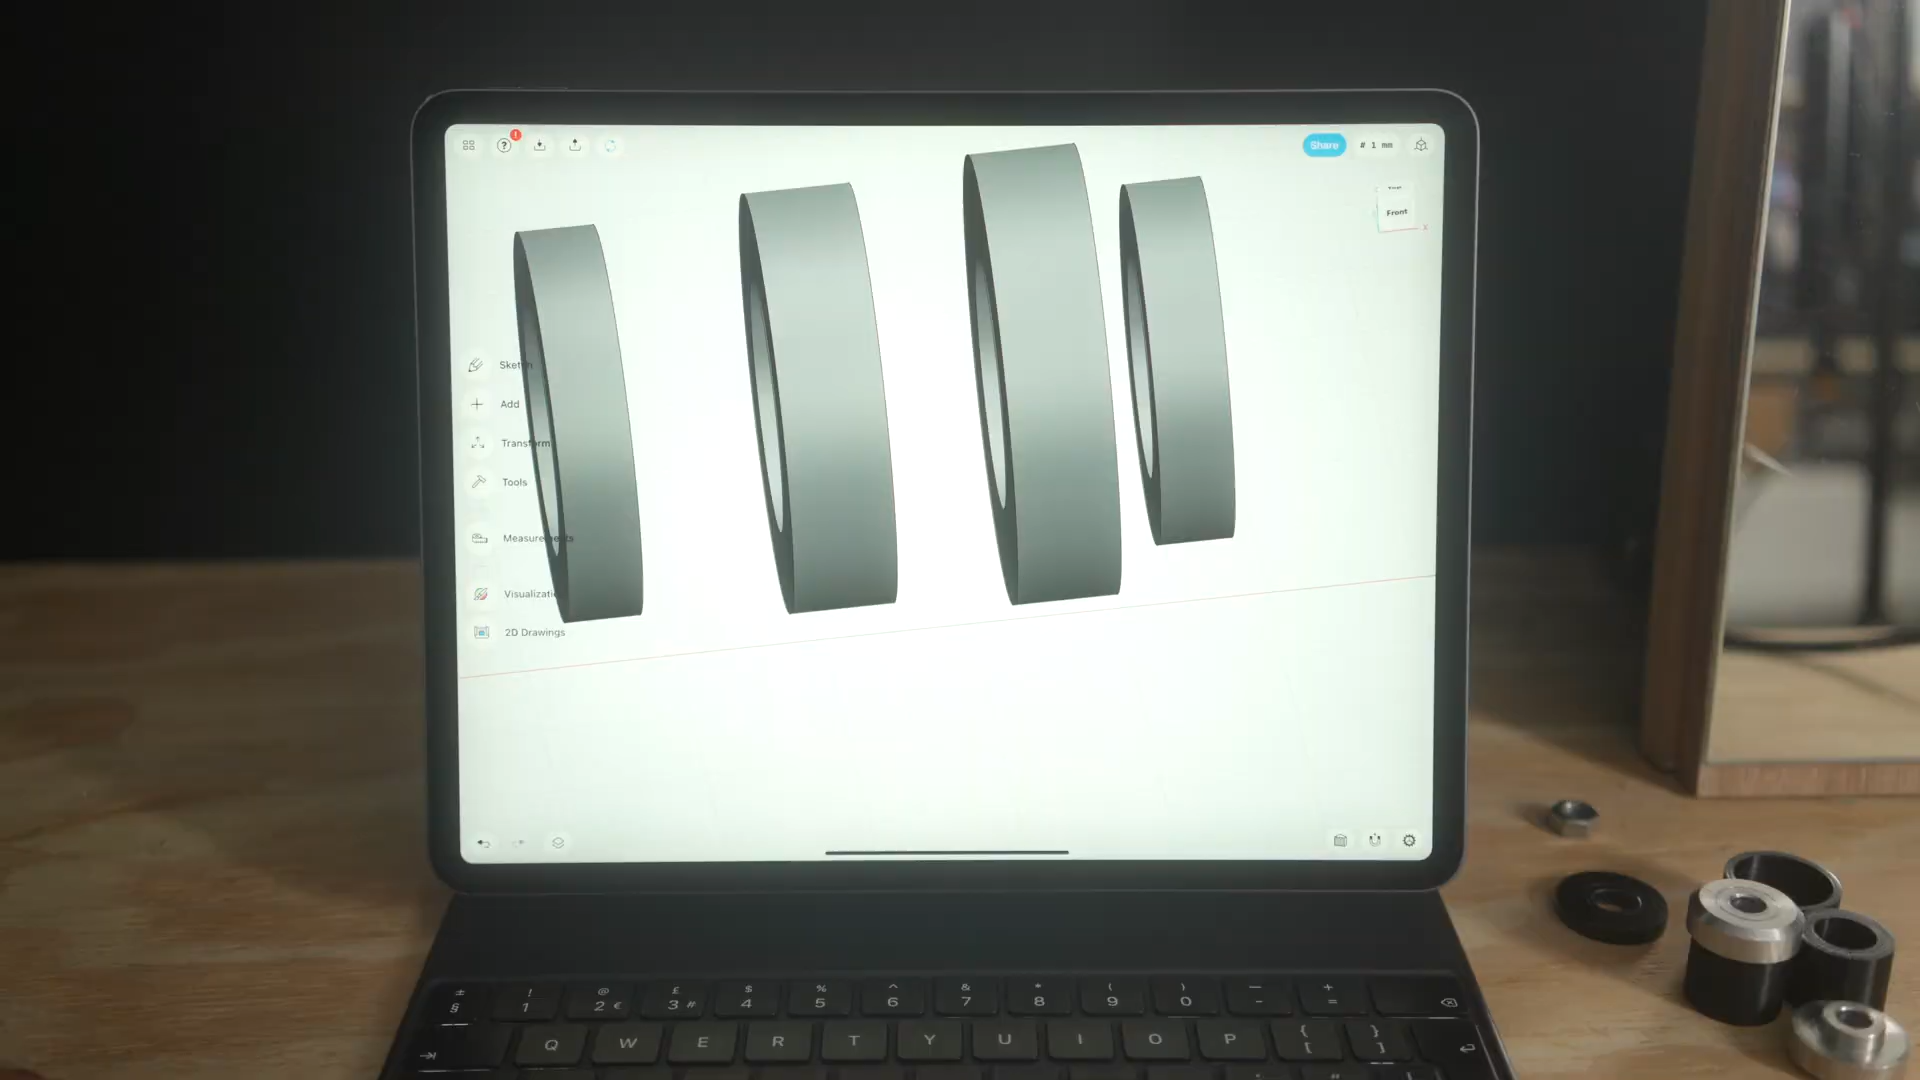 ? !
Share
# 1 mm
Front
X
Sketch
Add
Transform
Tools
Measurements
Visualizati
2D Drawings
± ! @ £ $ % ^ & * ( ) — +
§ 1 2 € 3 # 4 5 6 7 8 9 0 - =
Q W E R T Y U I O P { [ } ]